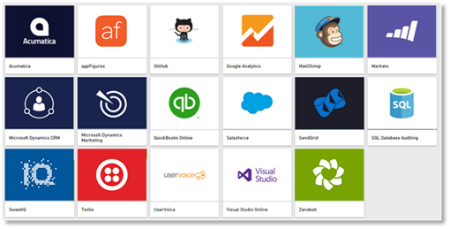 Acumatica
af
Acumatica
appFigures
GitHub
Google Analytics
MailChimp
Marketo
qb
SQL
Microsoft Dynamics CRM
Microsoft Dynamics
Marketing
QuickBooks Online
Salesforce
SendGrid
SQL Database Auditing
IQ
uservoice
Visual
Studio
SweetIQ
Twilio
UserVoice
Visual Studio Online
Zendesk